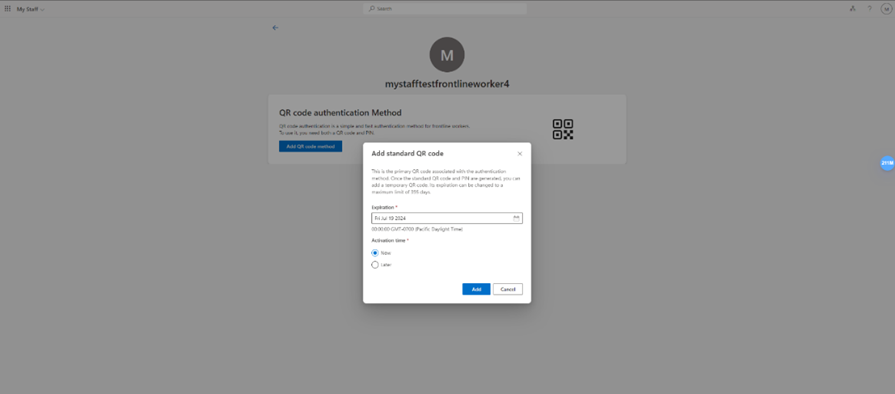 My Staff
Search
?
M
M
mystafftestfrontlineworker4
QR code authentication Method
QR code authentication is a simple and fast authentication method for frontline workers.
To use it, you need both a QR code and PIN.
Add QR code method
Add standard QR code
This is the primary QR code associated with the authentication
method. Once the standard QR code and PIN are generated, you can
add a temporary QR code. Its expiration can be changed to a
maximum limit of 395 days.
Expiration *
Fri Jul 19 2024
00:00:00 GMT-0700 (Pacific Daylight Time)
Activation time *
Now
Later
Add
Cancel